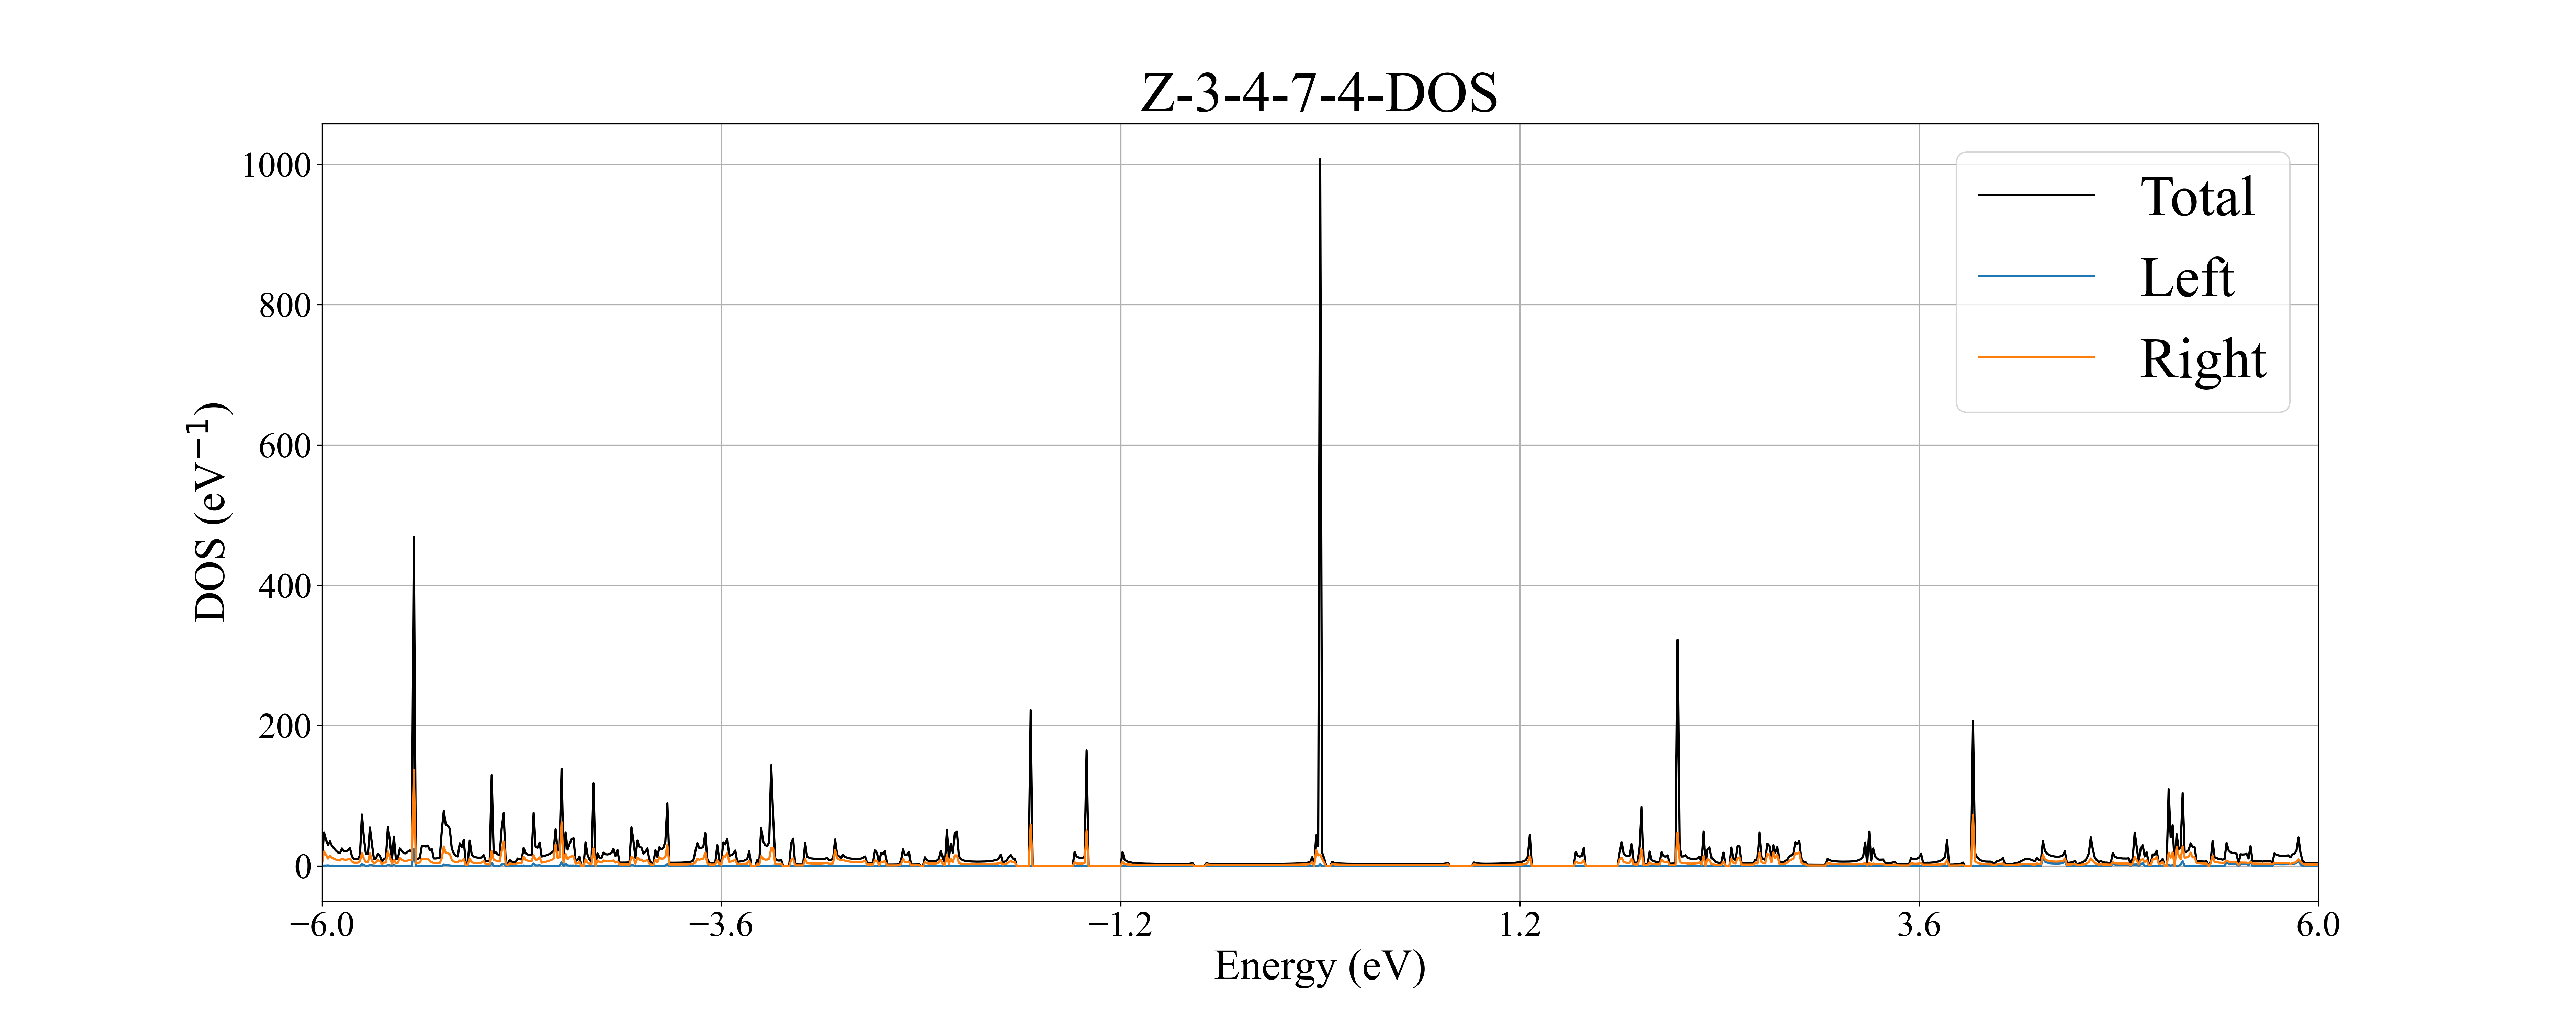 Z-3-4-7-4-DOS
1000
800
600
400
200
0
DOS (eV⁻¹)
Total
Left
Right
−6.0 −3.6 −1.2 1.2 3.6 6.0
Energy (eV)